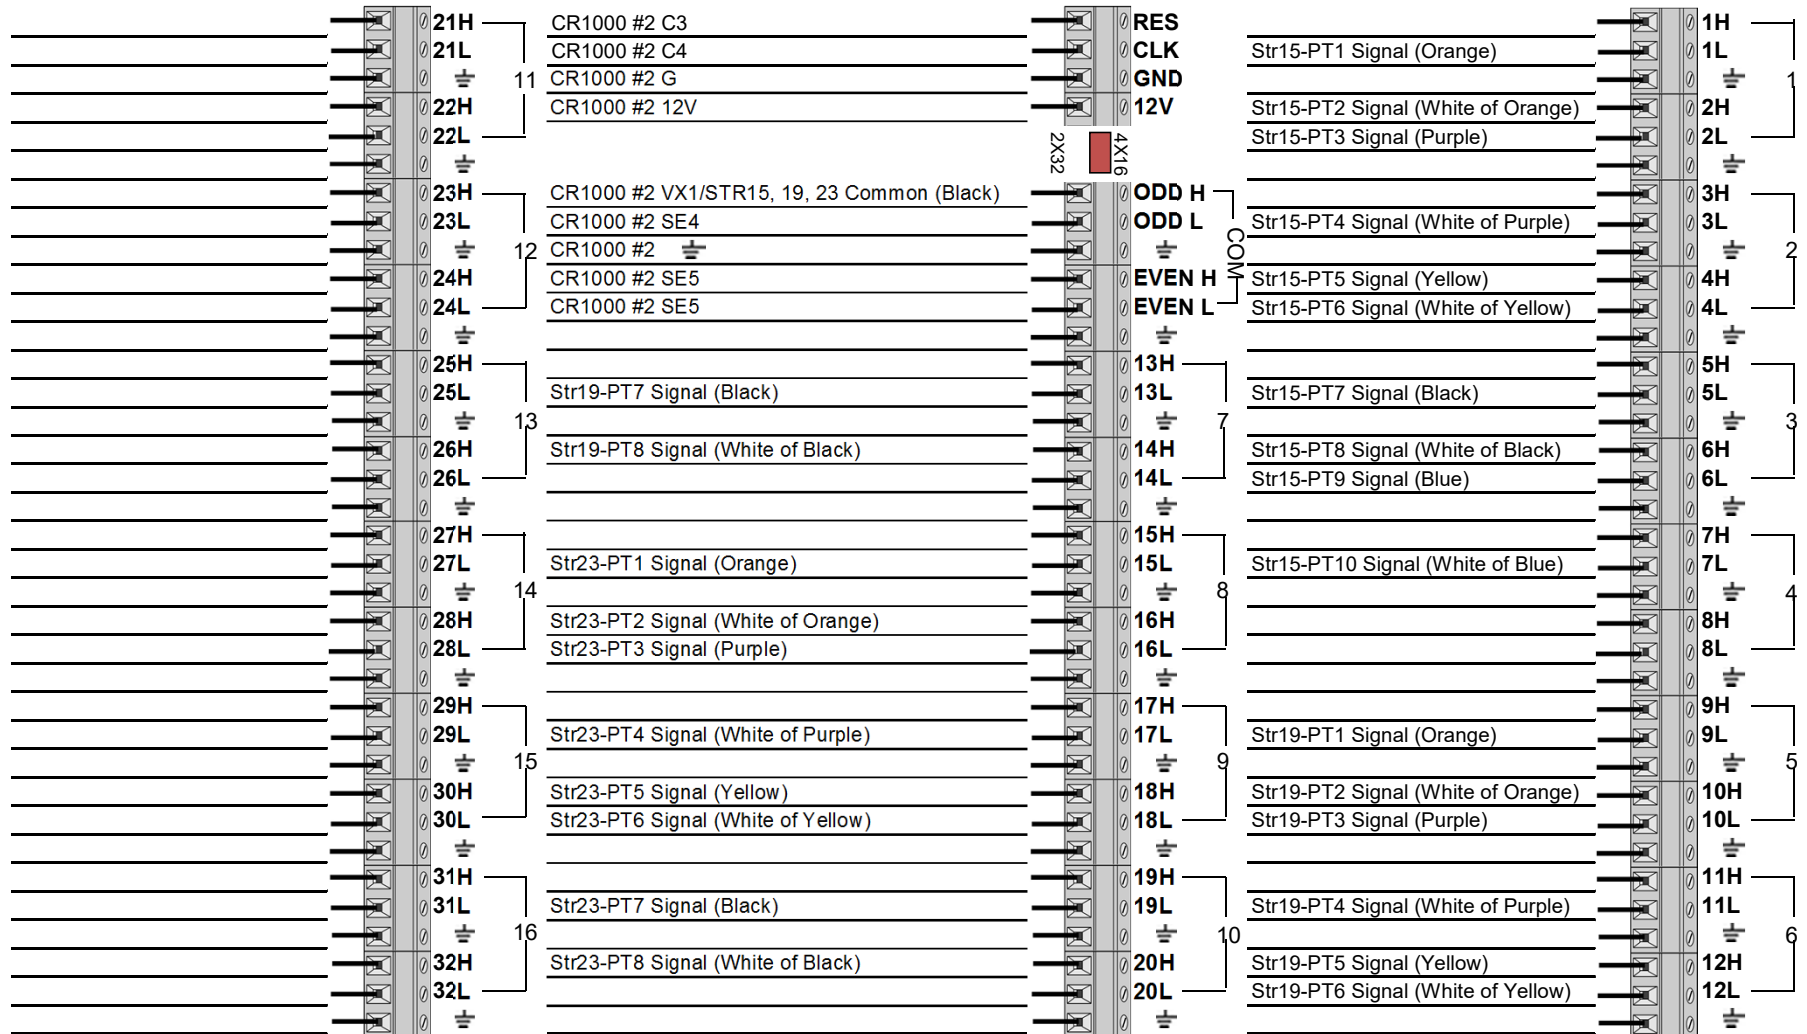 21H
21L
11
22H
22L
23H
23L
12
24H
24L
25H
25L
13
26H
26L
27H
27L
14
28H
28L
29H
29L
15
30H
30L
31H
31L
16
32H
32L
CR1000 #2 C3 RES
CR1000 #2 C4 CLK
CR1000 #2 G GND
CR1000 #2 12V 12V
2X32 4X16
CR1000 #2 VX1/STR15, 19, 23 Common (Black) ODD H
CR1000 #2 SE4 ODD L
CR1000 #2
COM
CR1000 #2 SE5 EVEN H
CR1000 #2 SE5 EVEN L
13H
Str19-PT7 Signal (Black) 13L
7
Str19-PT8 Signal (White of Black) 14H
14L
15H
Str23-PT1 Signal (Orange) 15L
8
Str23-PT2 Signal (White of Orange) 16H
Str23-PT3 Signal (Purple) 16L
17H
Str23-PT4 Signal (White of Purple) 17L
9
Str23-PT5 Signal (Yellow) 18H
Str23-PT6 Signal (White of Yellow) 18L
19H
Str23-PT7 Signal (Black) 19L
10
Str23-PT8 Signal (White of Black) 20H
20L
1H
Str15-PT1 Signal (Orange) 1L
1
Str15-PT2 Signal (White of Orange) 2H
Str15-PT3 Signal (Purple) 2L
3H
Str15-PT4 Signal (White of Purple) 3L
2
Str15-PT5 Signal (Yellow) 4H
Str15-PT6 Signal (White of Yellow) 4L
5H
Str15-PT7 Signal (Black) 5L
3
Str15-PT8 Signal (White of Black) 6H
Str15-PT9 Signal (Blue) 6L
7H
Str15-PT10 Signal (White of Blue) 7L
4
8H
8L
9H
Str19-PT1 Signal (Orange) 9L
5
Str19-PT2 Signal (White of Orange) 10H
Str19-PT3 Signal (Purple) 10L
11H
Str19-PT4 Signal (White of Purple) 11L
6
Str19-PT5 Signal (Yellow) 12H
Str19-PT6 Signal (White of Yellow) 12L